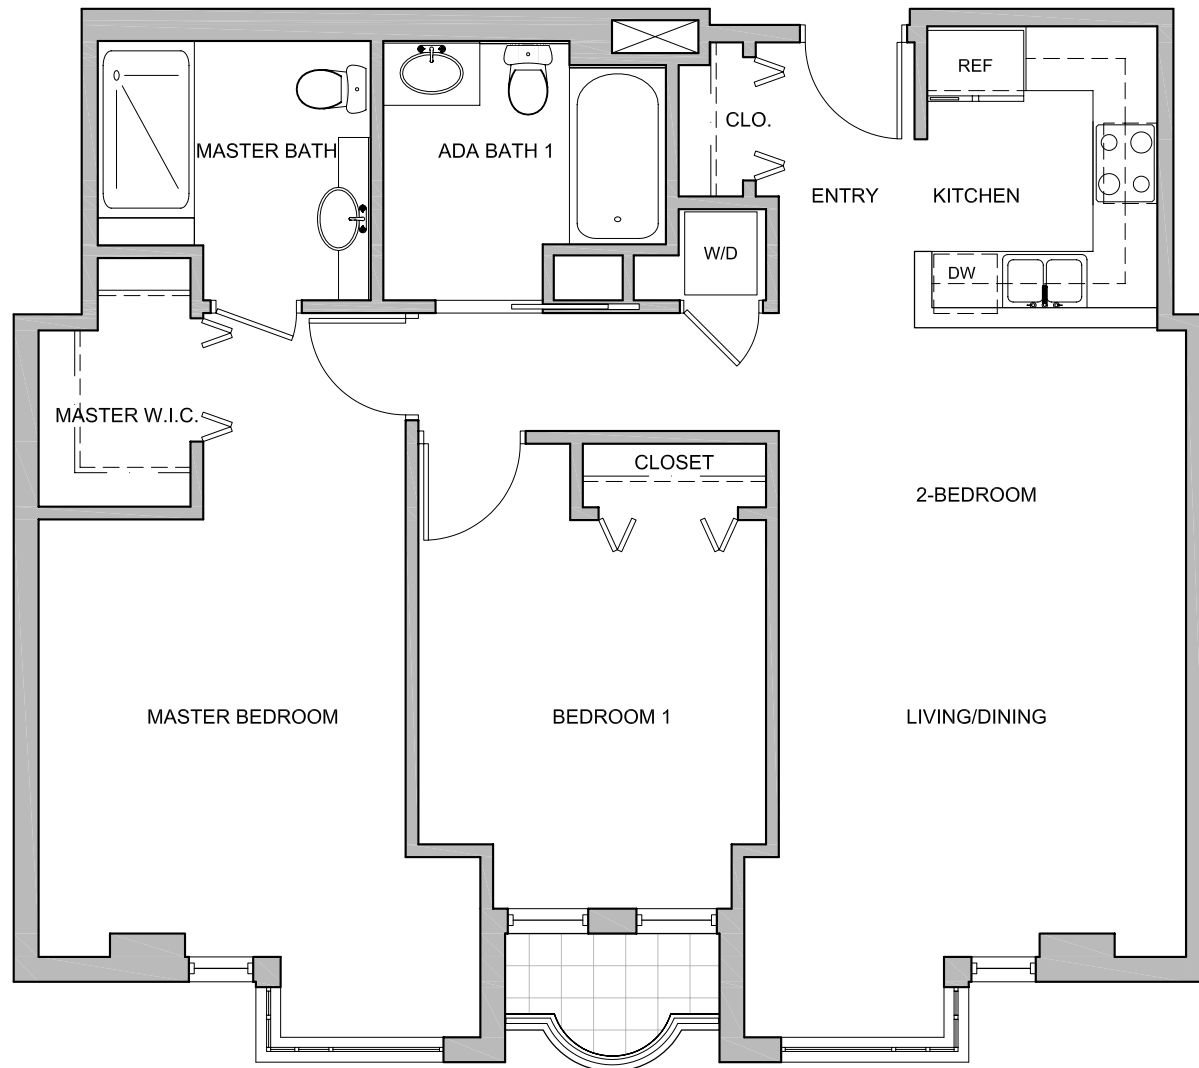 REF
CLO.
MASTER BATH
ADA BATH 1
ENTRY
KITCHEN
W/D
DW
MASTER W.I.C.
CLOSET
2-BEDROOM
MASTER BEDROOM
BEDROOM 1
LIVING/DINING